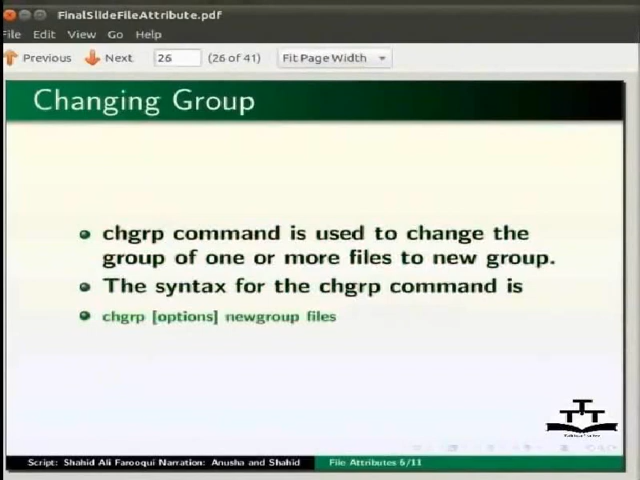 FinalSlideFileAttribute.pdf
File Edit View Go Help
Previous Next 26 (26 of 41) Fit Page Width
Changing Group
chgrp command is used to change the
group of one or more files to new group.
The syntax for the chgrp command is
chgrp [options] newgroup files
Script: Shahid Ali Farooqui Narration: Anusha and Shahid File Attributes 6/11